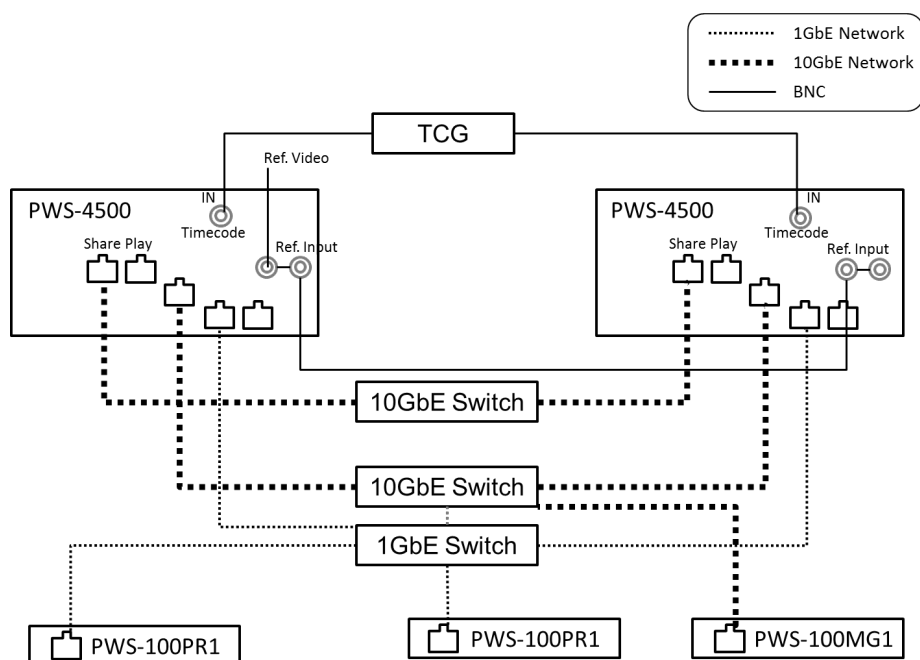 1GbE Network
10GbE Network
BNC
TCG
Ref. Video
IN
PWS-4500
Timecode
Share Play
Ref. Input
IN
PWS-4500
Timecode
Share Play
Ref. Input
10GbE Switch
10GbE Switch
1GbE Switch
PWS-100PR1
PWS-100PR1
PWS-100MG1